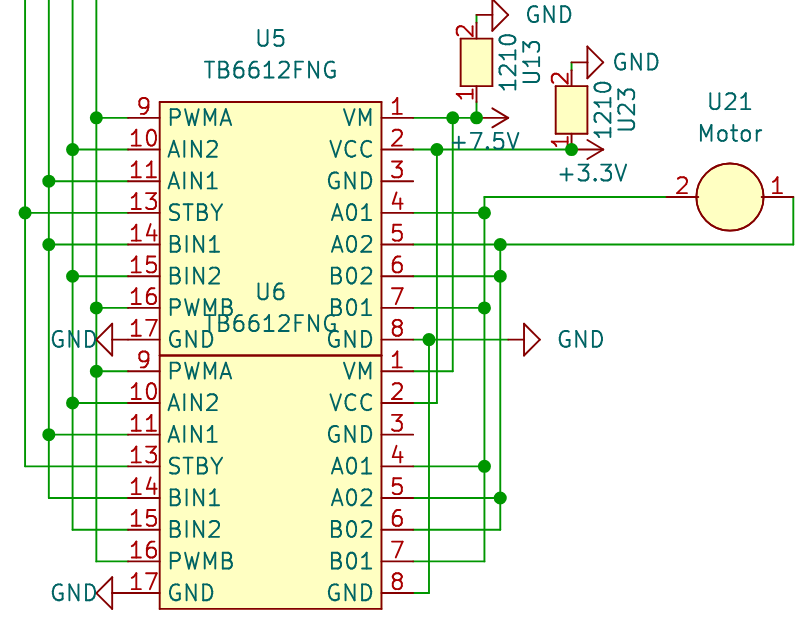 GND
U5
TB6612FNG
2
1
1210
U13
GND
2
1
1210
U23
U21
Motor
9 PWMA VM 1
+7.5V
10 AIN2 VCC 2
11 AIN1 GND 3
+3.3V
2 1
13 STBY A01 4
14 BIN1 A02 5
15 BIN2 B02 6
U6
16 PWMB B01 7
TB6612FNG
GND 17 GND GND 8 GND
9 PWMA VM 1
10 AIN2 VCC 2
11 AIN1 GND 3
13 STBY A01 4
14 BIN1 A02 5
15 BIN2 B02 6
16 PWMB B01 7
GND 17 GND GND 8